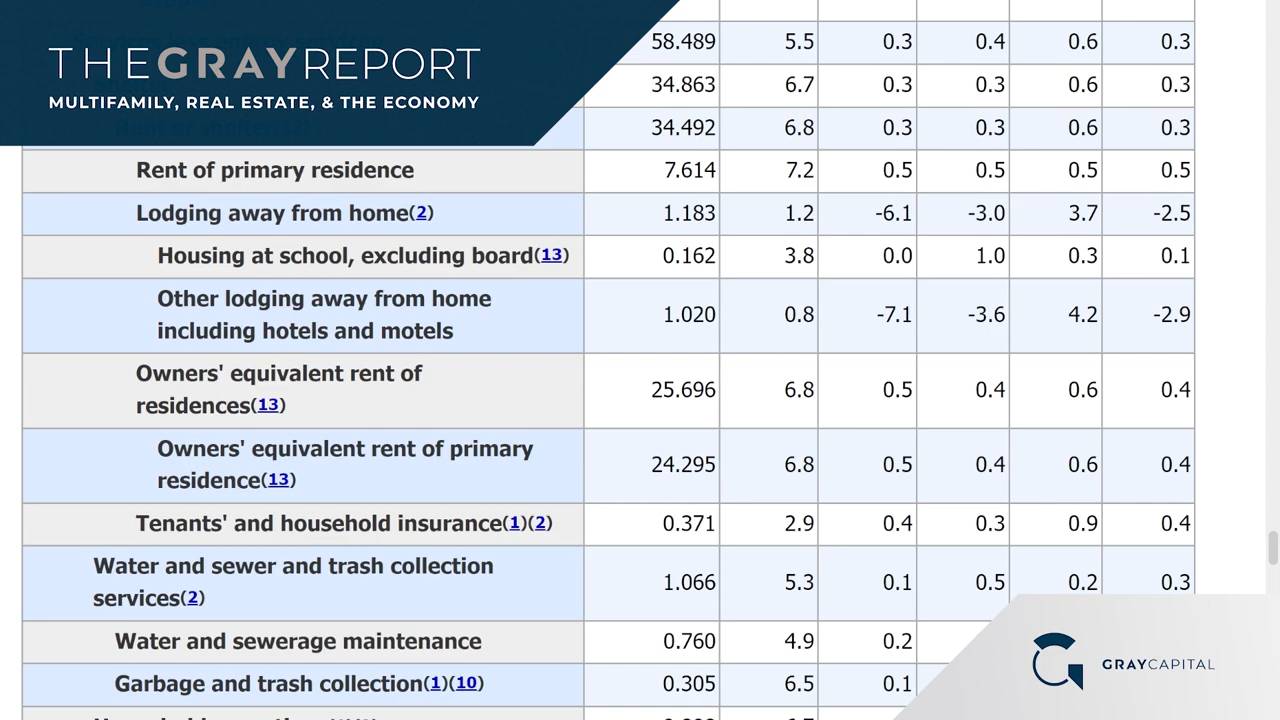 THEGRAYREPORT
MULTIFAMILY, REAL ESTATE, & THE ECONOMY
58.489 5.5 0.3 0.4 0.6 0.3
34.863 6.7 0.3 0.3 0.6 0.3
Rent of shelter(13) 34.492 6.8 0.3 0.3 0.6 0.3
Rent of primary residence 7.614 7.2 0.5 0.5 0.5 0.5
Lodging away from home(2) 1.183 1.2 -6.1 -3.0 3.7 -2.5
Housing at school, excluding board(13) 0.162 3.8 0.0 1.0 0.3 0.1
Other lodging away from home
including hotels and motels 1.020 0.8 -7.1 -3.6 4.2 -2.9
Owners' equivalent rent of
residences(13) 25.696 6.8 0.5 0.4 0.6 0.4
Owners' equivalent rent of primary
residence(13) 24.295 6.8 0.5 0.4 0.6 0.4
Tenants' and household insurance(1)(2) 0.371 2.9 0.4 0.3 0.9 0.4
Water and sewer and trash collection
services(2) 1.066 5.3 0.1 0.5 0.2 0.3
Water and sewerage maintenance 0.760 4.9 0.2
Garbage and trash collection(1)(10) 0.305 6.5 0.1
GRAYCAPITAL